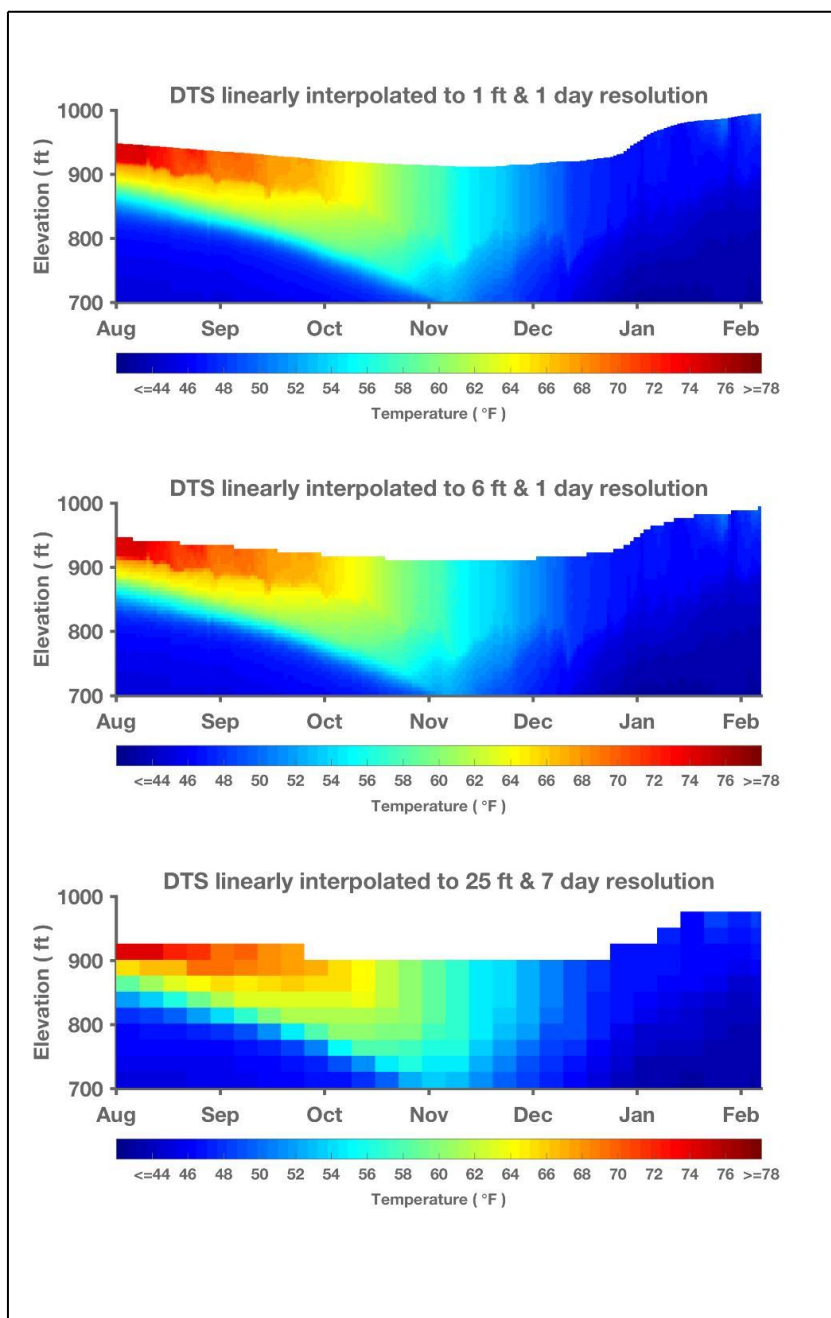 DTS linearly interpolated to 1 ft & 1 day resolution
1000
900
800
700
Elevation ( ft )
Aug Sep Oct Nov Dec Jan Feb
<=44 46 48 50 52 54 56 58 60 62 64 66 68 70 72 74 76 >=78
Temperature ( °F )
DTS linearly interpolated to 6 ft & 1 day resolution
1000
900
800
700
Elevation ( ft )
Aug Sep Oct Nov Dec Jan Feb
<=44 46 48 50 52 54 56 58 60 62 64 66 68 70 72 74 76 >=78
Temperature ( °F )
DTS linearly interpolated to 25 ft & 7 day resolution
1000
900
800
700
Elevation ( ft )
Aug Sep Oct Nov Dec Jan Feb
<=44 46 48 50 52 54 56 58 60 62 64 66 68 70 72 74 76 >=78
Temperature ( °F )